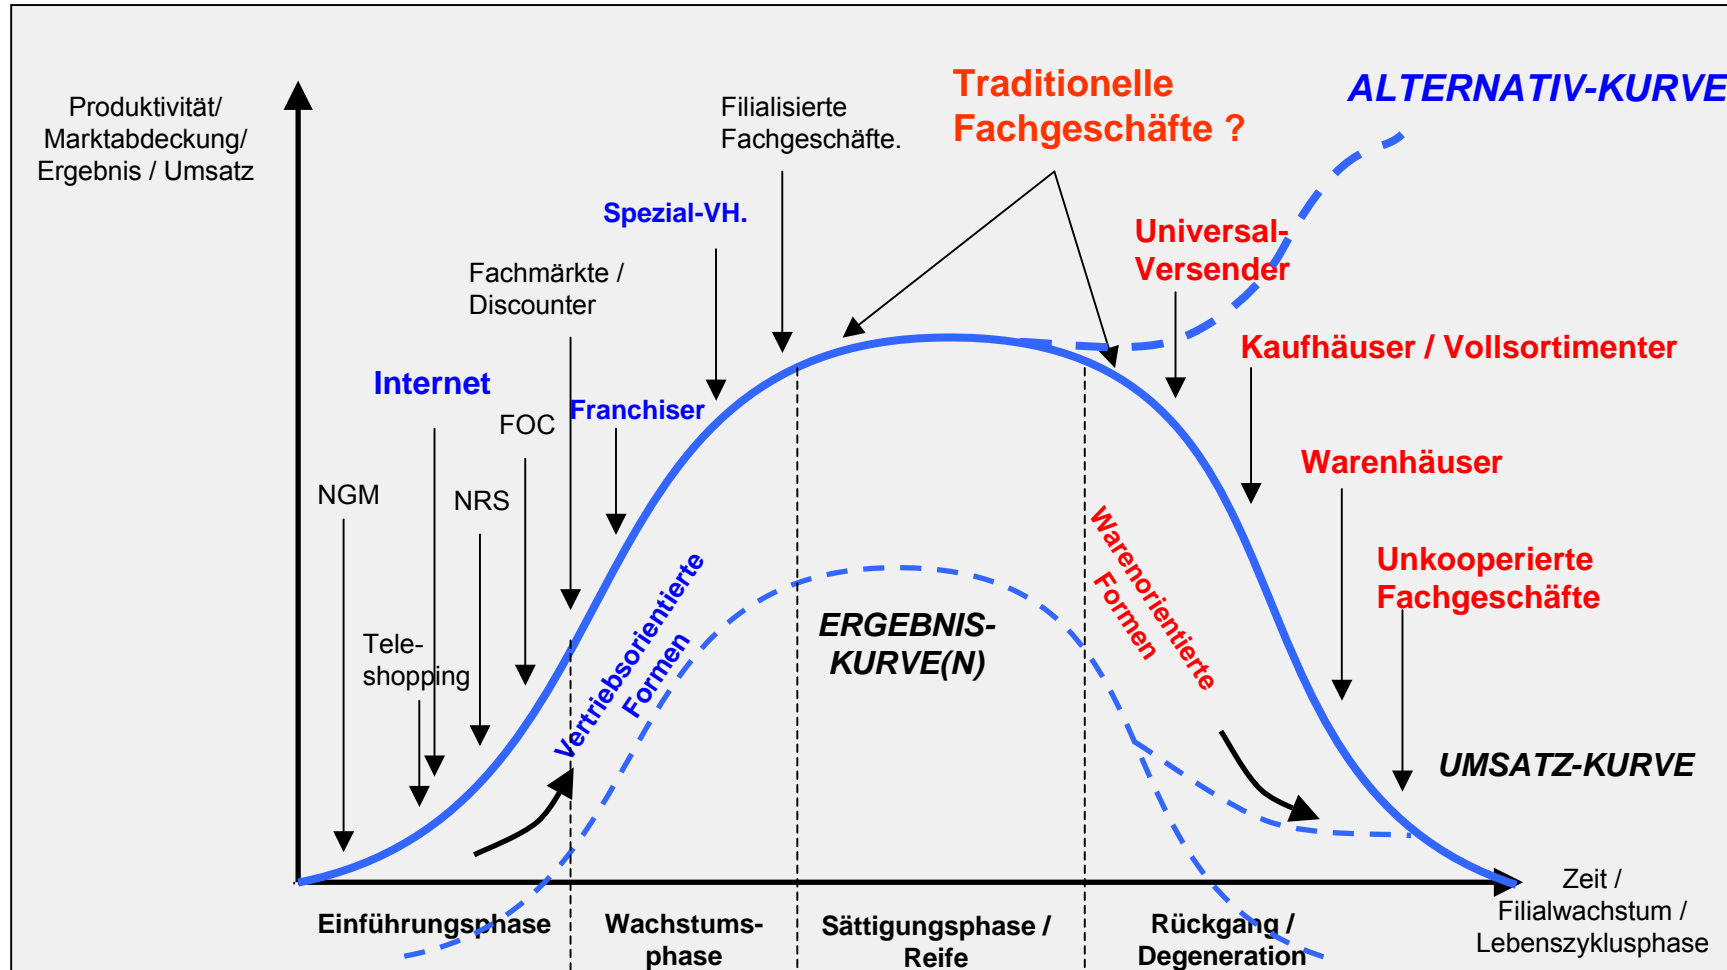 Produktivität/
Marktabdeckung/
Ergebnis / Umsatz
Filialisierte
Fachgeschäfte.
Traditionelle
Fachgeschäfte ?
ALTERNATIV-KURVE
Spezial-VH.
Universal-
Versender
Fachmärkte /
Discounter
Kaufhäuser / Vollsortimenter
Internet
Franchiser
FOC
Warenhäuser
NGM
NRS
Unkooperierte
Fachgeschäfte
Vertriebsorientierte
Formen
Warenorientierte
Formen
ERGEBNIS-
KURVE(N)
Tele-
shopping
UMSATZ-KURVE
Zeit /
Filialwachstum /
Lebenszyklusphase
Einführungsphase
Wachstums-
phase
Sättigungsphase /
Reife
Rückgang /
Degeneration